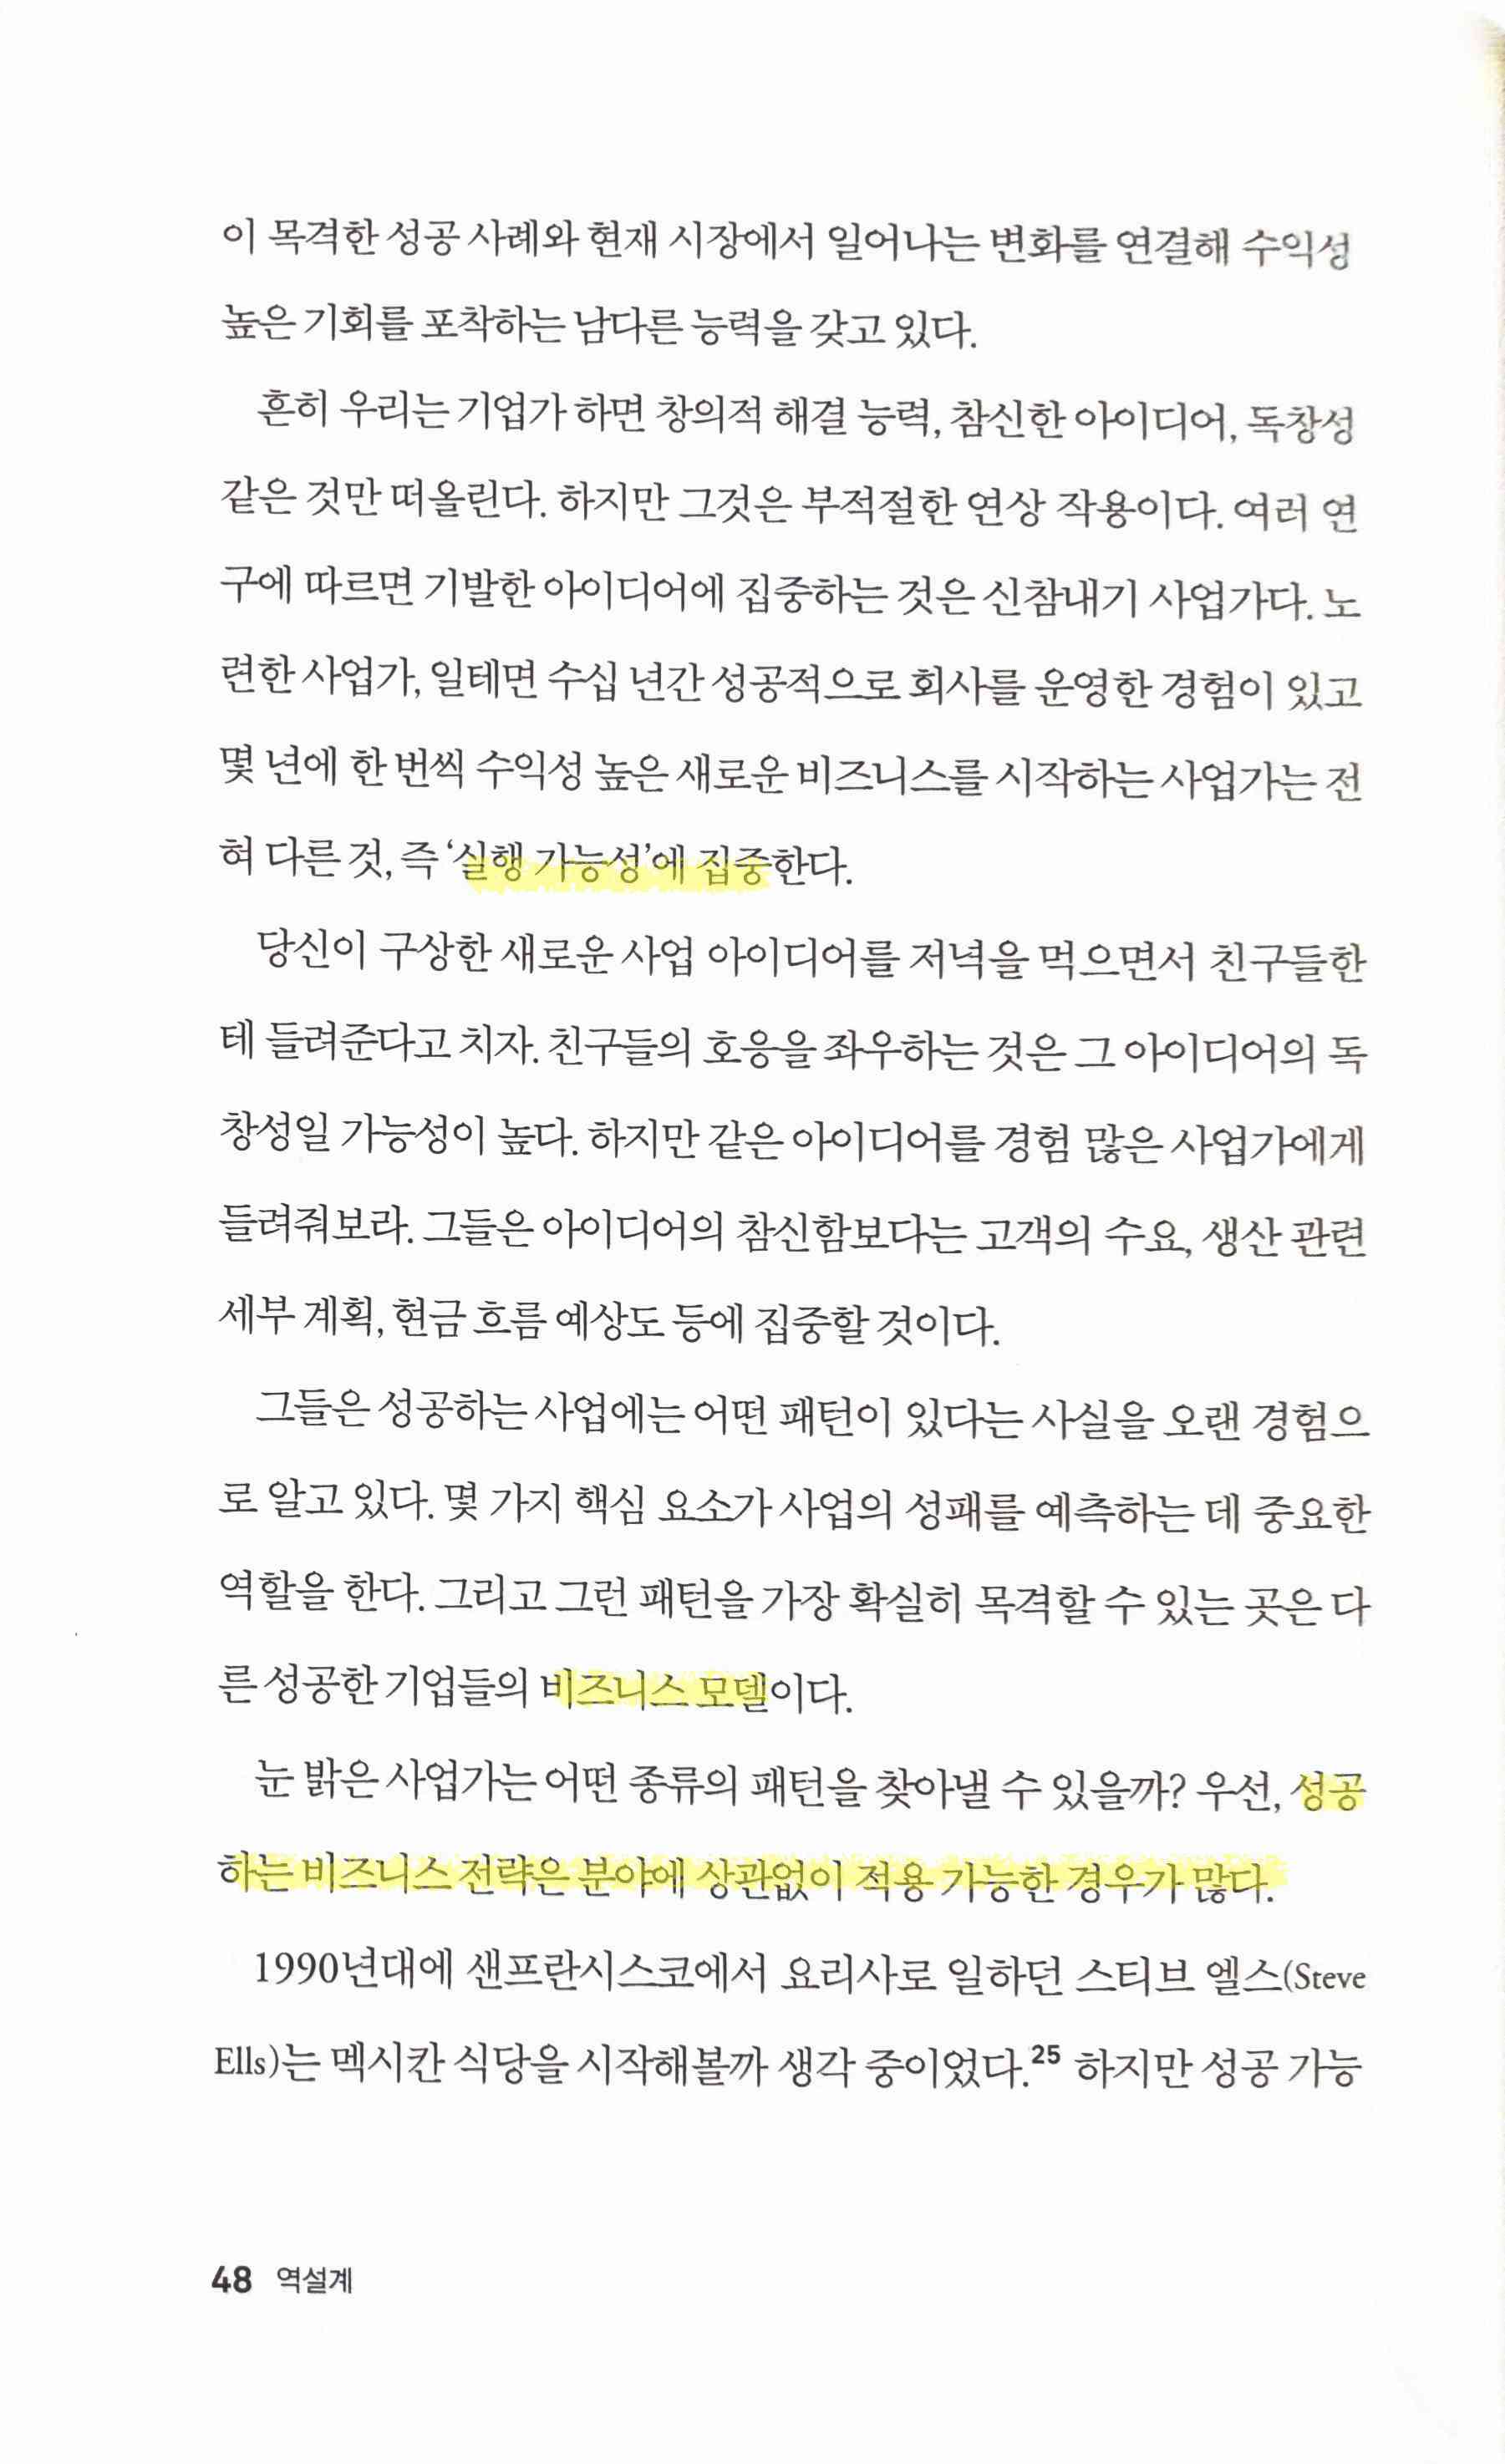 이 목격한 성공 사례와 현재 시장에서 일어나는 변화를 연결해 수익성
높은 기회를 포착하는 남다른 능력을 갖고 있다.
흔히 우리는 기업가 하면 창의적 해결 능력, 참신한 아이디어, 독창성
같은 것만 떠올린다. 하지만 그것은 부적절한 연상 작용이다. 여러 연
구에 따르면 기발한 아이디어에 집중하는 것은 신참내기 사업가다. 노
련한 사업가, 일테면 수십 년간 성공적으로 회사를 운영한 경험이 있고
몇 년에 한 번씩 수익성 높은 새로운 비즈니스를 시작하는 사업가는 전
혀 다른 것, 즉 ‘실행 가능성’에 집중한다.
당신이 구상한 새로운 사업 아이디어를 저녁을 먹으면서 친구들한
테 들려준다고 치자. 친구들의 호응을 좌우하는 것은 그 아이디어의 독
창성일 가능성이 높다. 하지만 같은 아이디어를 경험 많은 사업가에게
들려줘보라. 그들은 아이디어의 참신함보다는 고객의 수요, 생산 관련
세부 계획, 현금 흐름 예상도 등에 집중할 것이다.
그들은 성공하는 사업에는 어떤 패턴이 있다는 사실을 오랜 경험으
로 알고 있다. 몇 가지 핵심 요소가 사업의 성패를 예측하는 데 중요한
역할을 한다. 그리고 그런 패턴을 가장 확실히 목격할 수 있는 곳은 다
른 성공한 기업들의 비즈니스 모델이다.
눈 밝은 사업가는 어떤 종류의 패턴을 찾아낼 수 있을까? 우선, 성공
하는 비즈니스 전략은 분야에 상관없이 적용 가능한 경우가 많다.
1990년대에 샌프란시스코에서 요리사로 일하던 스티브 엘스(Steve
Ells)는 멕시칸 식당을 시작해볼까 생각 중이었다.25 하지만 성공 가능
48 역설계